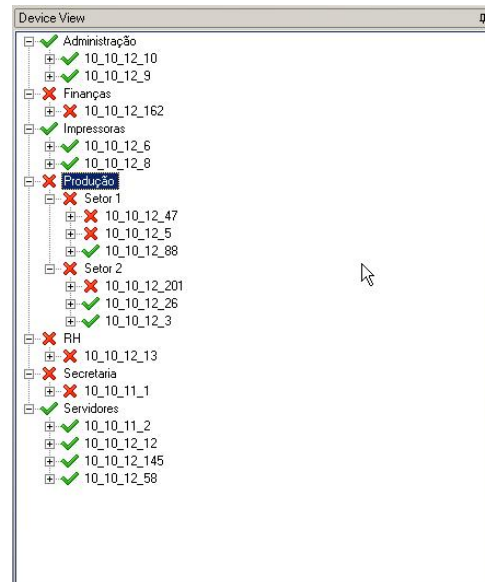 Device View
Administração
10_10_12_10
10_10_12_9
Finanças
10_10_12_162
Impressoras
10_10_12_6
10_10_12_8
Produção
Setor 1
10_10_12_47
10_10_12_5
10_10_12_88
Setor 2
10_10_12_201
10_10_12_26
10_10_12_3
RH
10_10_12_13
Secretaria
10_10_11_1
Servidores
10_10_11_2
10_10_12_12
10_10_12_145
10_10_12_58